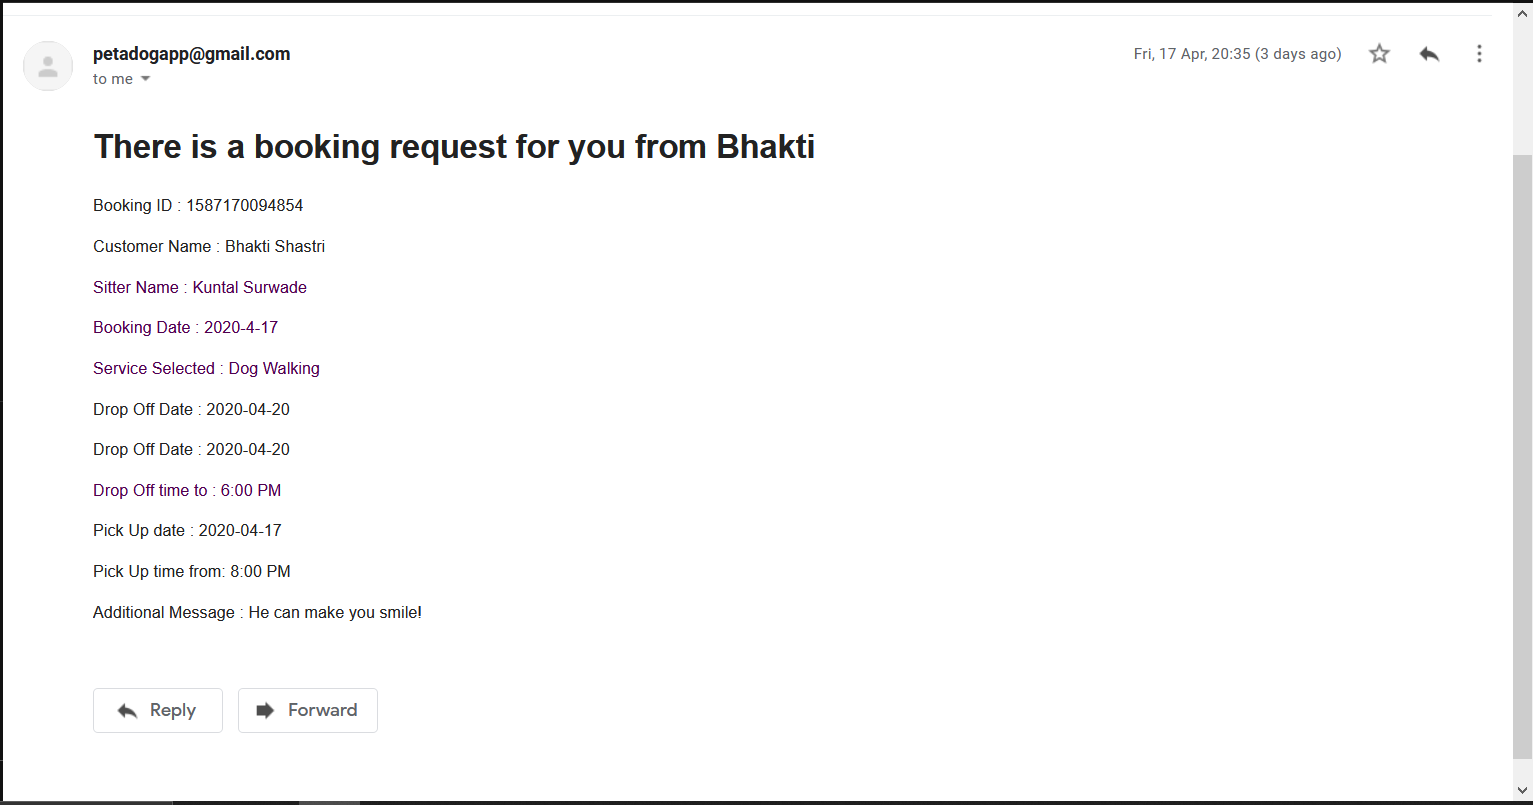 petadogapp@gmail.com
Fri, 17 Apr, 20:35 (3 days ago)
to me
There is a booking request for you from Bhakti
Booking ID : 1587170094854
Customer Name : Bhakti Shastri
Sitter Name : Kuntal Surwade
Booking Date : 2020-4-17
Service Selected : Dog Walking
Drop Off Date : 2020-04-20
Drop Off Date : 2020-04-20
Drop Off time to : 6:00 PM
Pick Up date : 2020-04-17
Pick Up time from: 8:00 PM
Additional Message : He can make you smile!
Reply
Forward